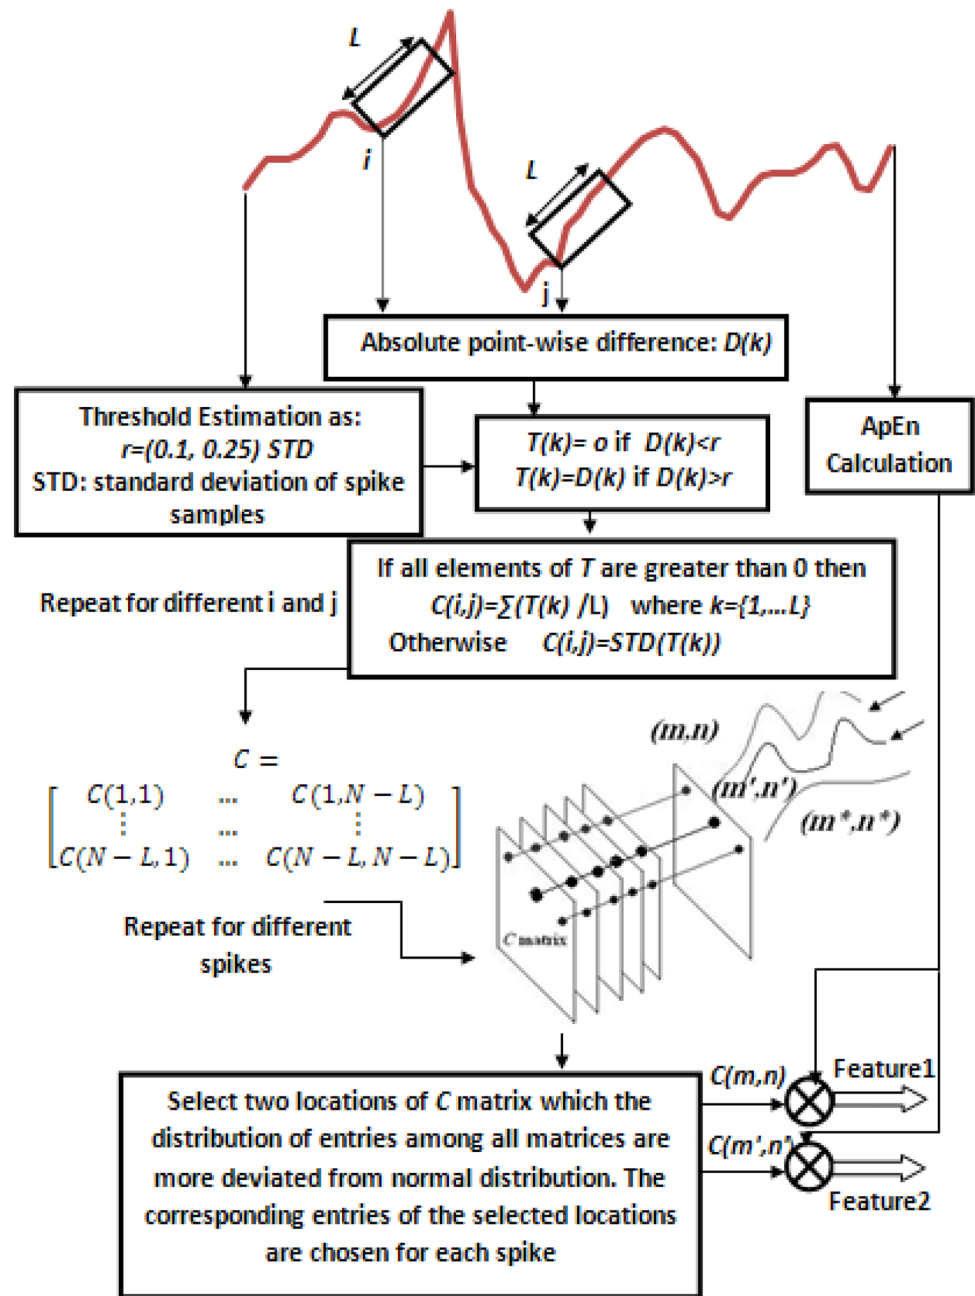 L
i
L
j
Absolute point-wise difference: D(k)
Threshold Estimation as:
r=(0.1, 0.25) STD
STD: standard deviation of spike
samples
T(k)= o if D(k)<r
T(k)=D(k) if D(k)>r
ApEn
Calculation
If all elements of T are greater than 0 then
C(i,j)=∑(T(k) /L) where k={1,...L}
Otherwise C(i,j)=STD(T(k))
Repeat for different i and j
C =
C(1,1) ... C(1,N − L)
⋮ ... ⋮
C(N − L, 1) ... C(N − L, N − L)
(m,n)
(m',n')
(m*,n*)
C matrix
Repeat for different
spikes
Select two locations of C matrix which the
distribution of entries among all matrices are
more deviated from normal distribution. The
corresponding entries of the selected locations
are chosen for each spike
C(m,n)
Feature1
C(m',n')
Feature2